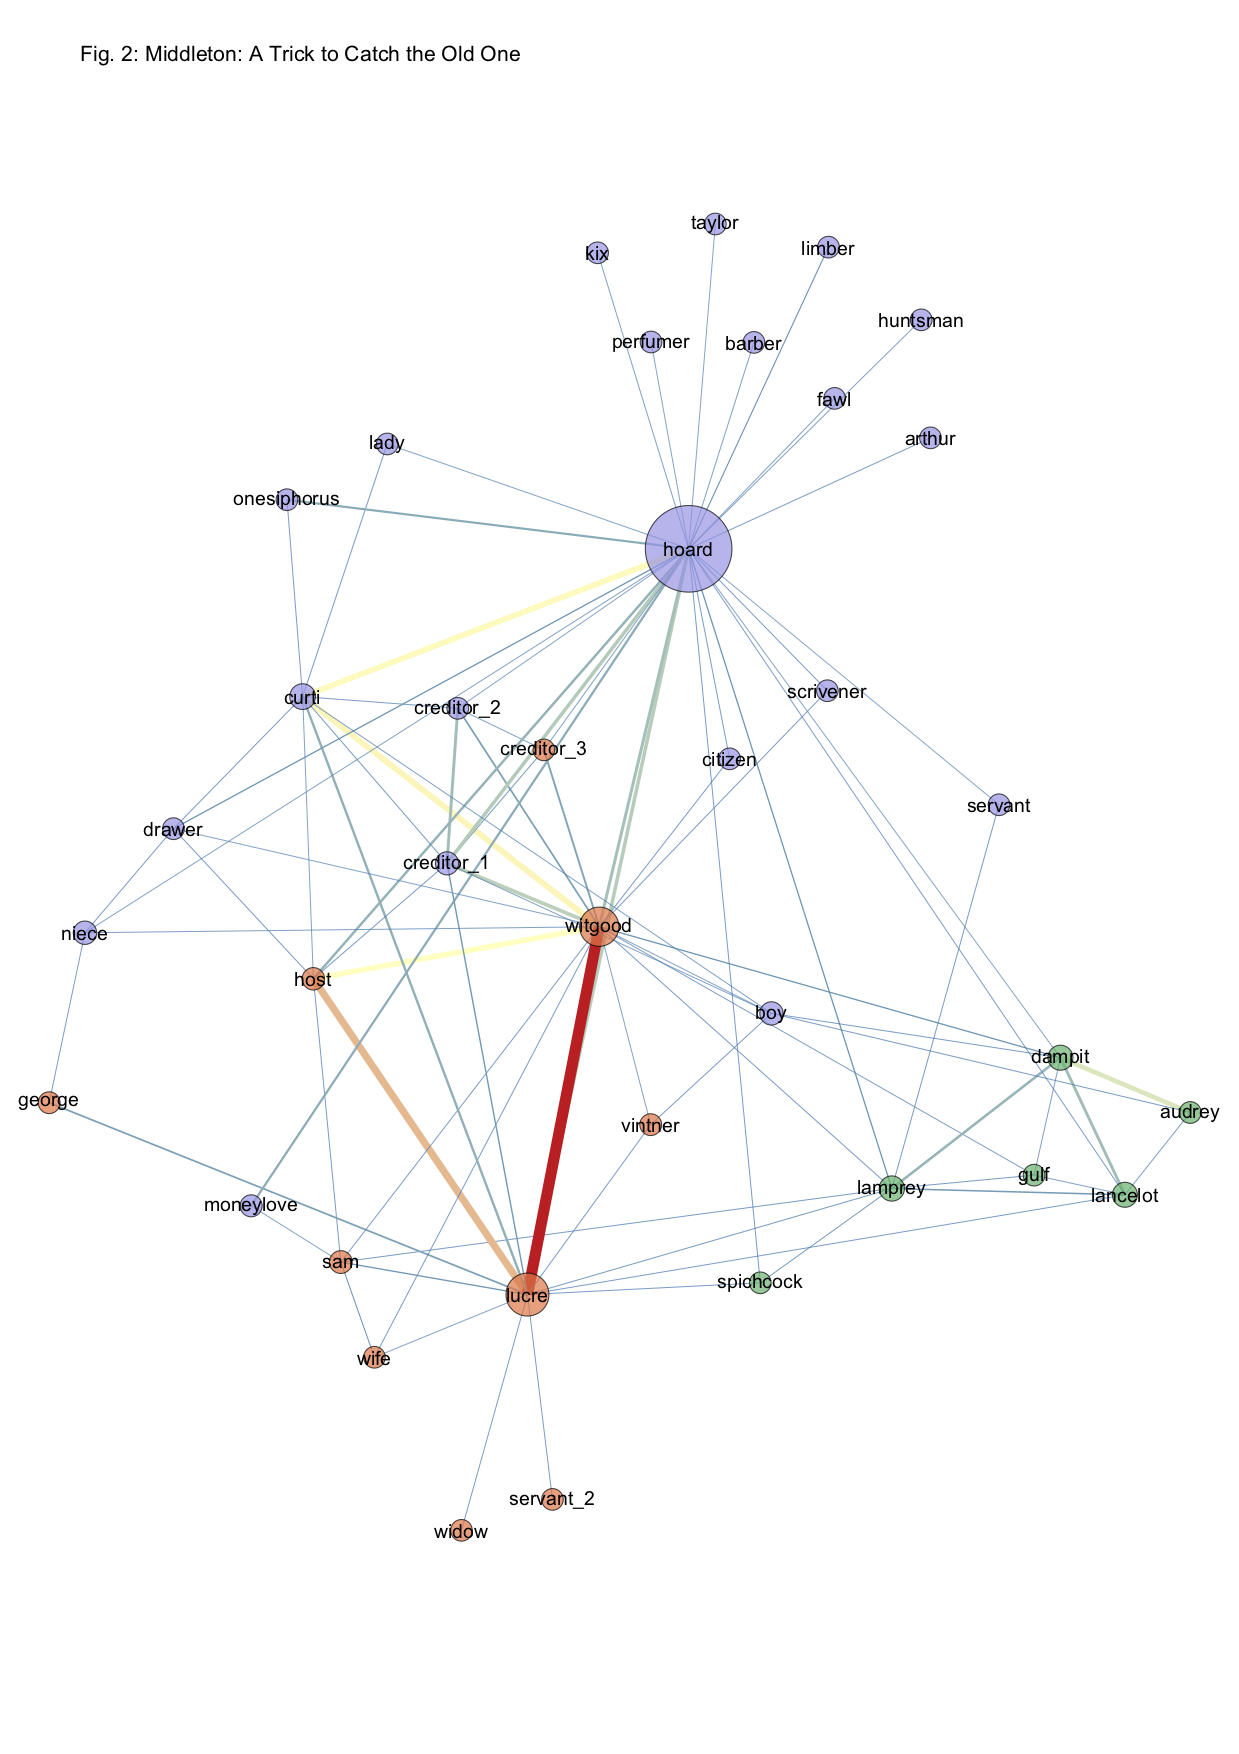 Fig. 2: Middleton: A Trick to Catch the Old One
taylor
limber
kix
huntsman
perfumer
barber
fawl
arthur
lady
onesiphorus
hoard
curti
scrivener
creditor_2
creditor_3
citizen
servant
drawer
creditor_1
witgood
niece
host
boy
dampit
george
audrey
vintner
gulf
lamprey
lancelot
moneylove
sam
spichcock
lucre
wife
servant_2
widow